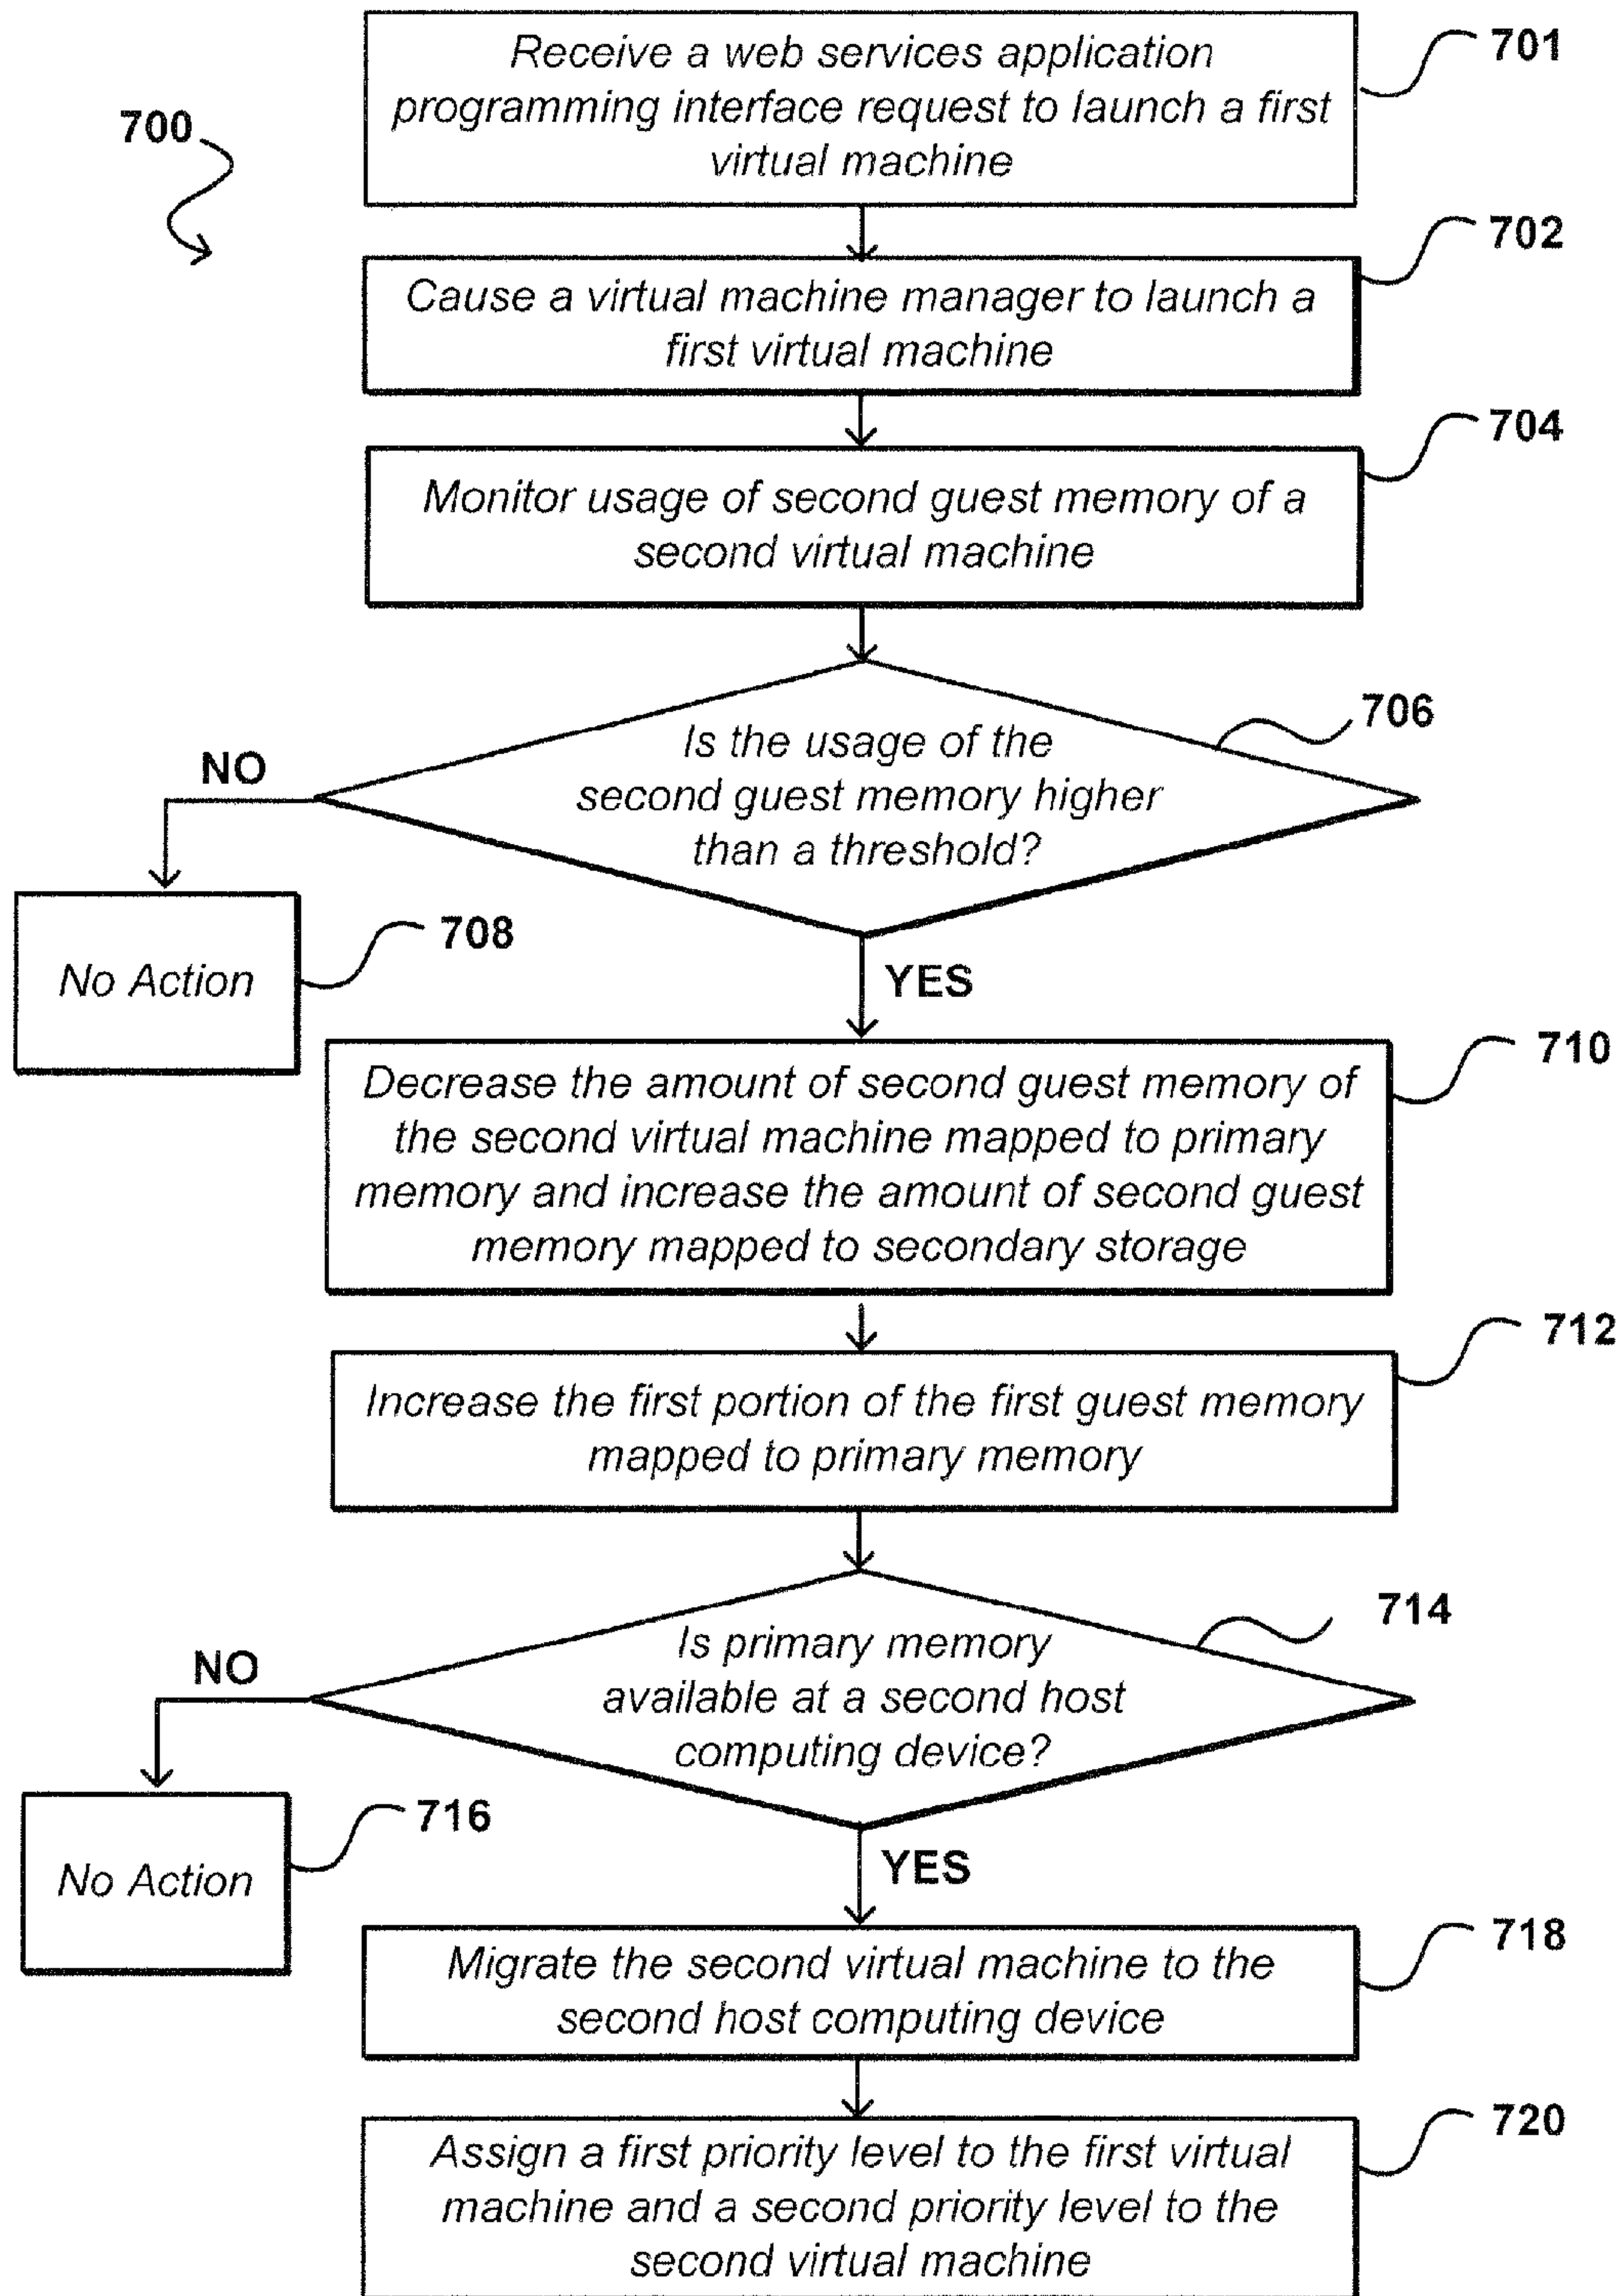 Receive a web services application
programming interface request to launch a first
virtual machine
701
700
Cause a virtual machine manager to launch a
first virtual machine
702
Monitor usage of second guest memory of a
second virtual machine
704
Is the usage of the
second guest memory higher
than a threshold?
706
NO
No Action
708
YES
Decrease the amount of second guest memory of
the second virtual machine mapped to primary
memory and increase the amount of second guest
memory mapped to secondary storage
710
Increase the first portion of the first guest memory
mapped to primary memory
712
Is primary memory
available at a second host
computing device?
714
NO
No Action
716
YES
Migrate the second virtual machine to the
second host computing device
718
Assign a first priority level to the first virtual
machine and a second priority level to the
second virtual machine
720